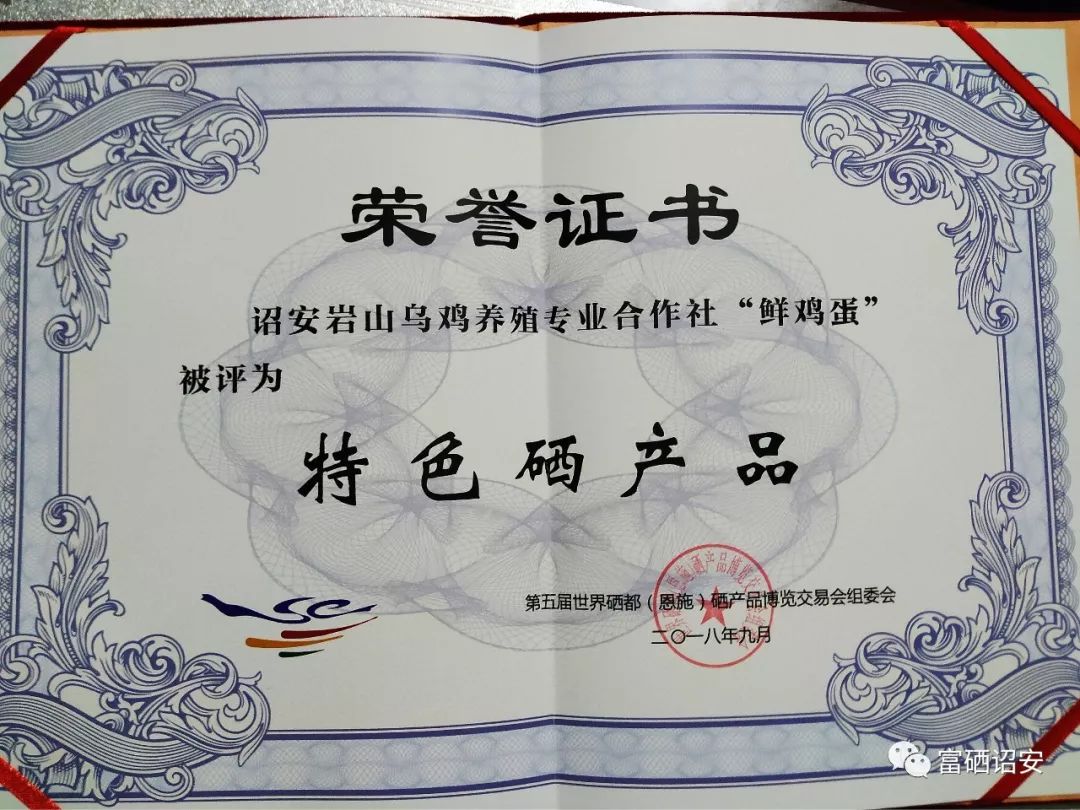 荣誉证书
诏安岩山乌鸡养殖专业合作社“鲜鸡蛋”
被评为
特色硒产品
第五届世界硒都（恩施）硒产品博览交易会组委会
二〇一八年九月
富硒诏安